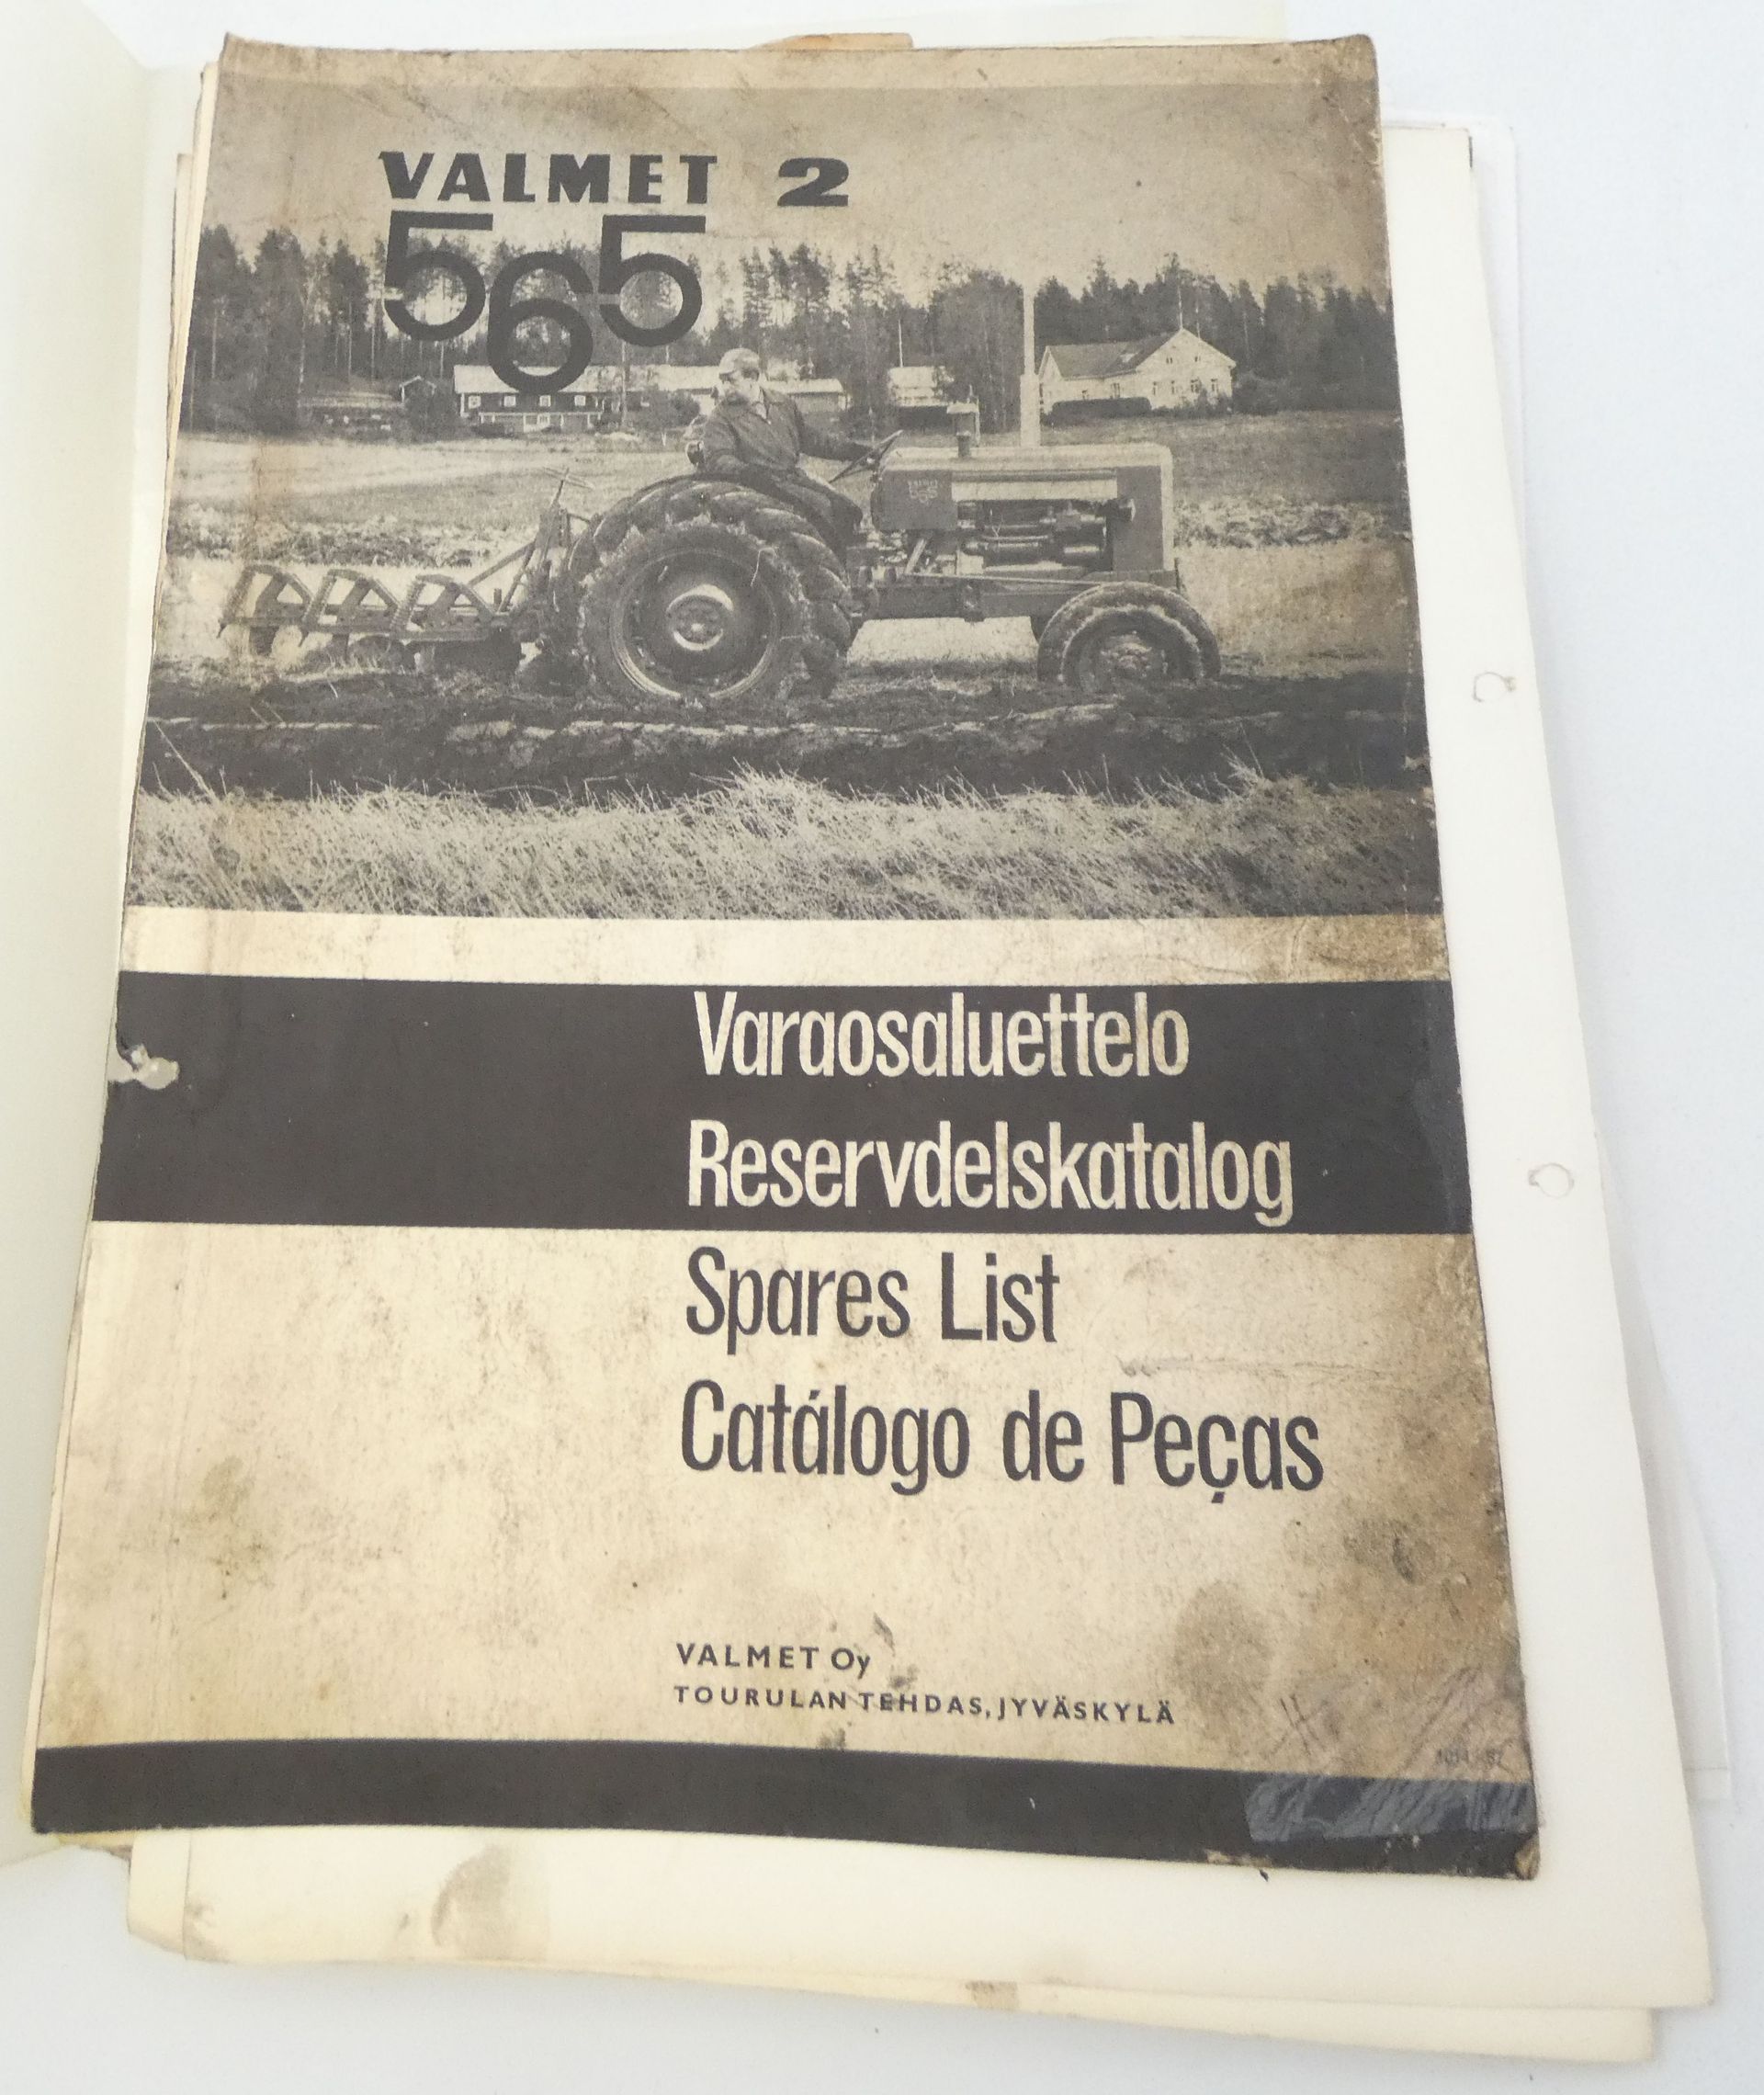 VALMET 2
565
Varaosaluettelo
Reservdelskatalog
Spares List
Catálogo de Peças
VALMET Oy
TOURULAN TEHDAS, JYVÄSKYLÄ